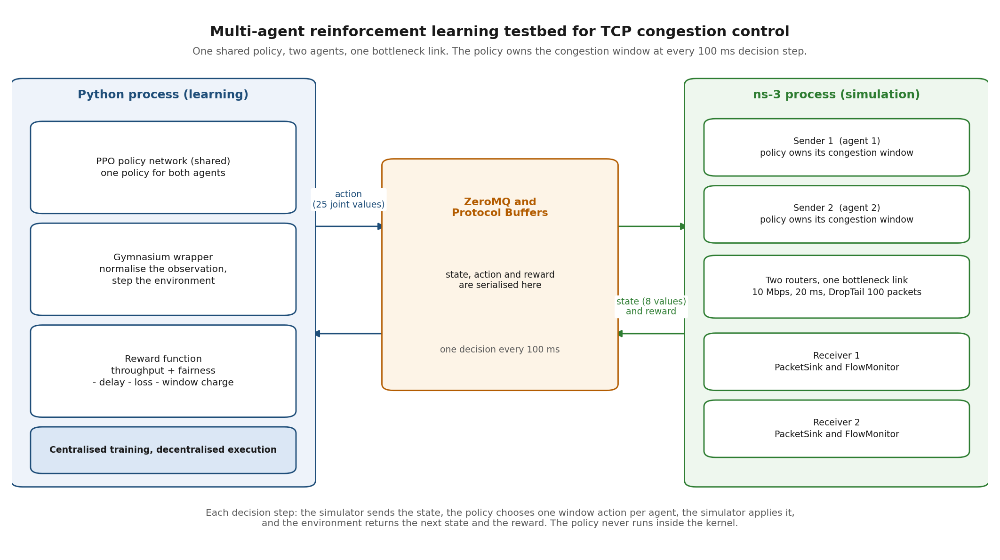 Multi-agent reinforcement learning testbed for TCP congestion control
One shared policy, two agents, one bottleneck link. The policy owns the congestion window at every 100 ms decision step.
Python process (learning)
PPO policy network (shared)
one policy for both agents
Gymnasium wrapper
normalise the observation,
step the environment
Reward function
throughput + fairness
- delay - loss - window charge
Centralised training, decentralised execution
action
(25 joint values)
ZeroMQ and
Protocol Buffers
state, action and reward
are serialised here
one decision every 100 ms
state (8 values)
and reward
ns-3 process (simulation)
Sender 1  (agent 1)
policy owns its congestion window
Sender 2  (agent 2)
policy owns its congestion window
Two routers, one bottleneck link
10 Mbps, 20 ms, DropTail 100 packets
Receiver 1
PacketSink and FlowMonitor
Receiver 2
PacketSink and FlowMonitor
Each decision step: the simulator sends the state, the policy chooses one window action per agent, the simulator applies it,
and the environment returns the next state and the reward. The policy never runs inside the kernel.